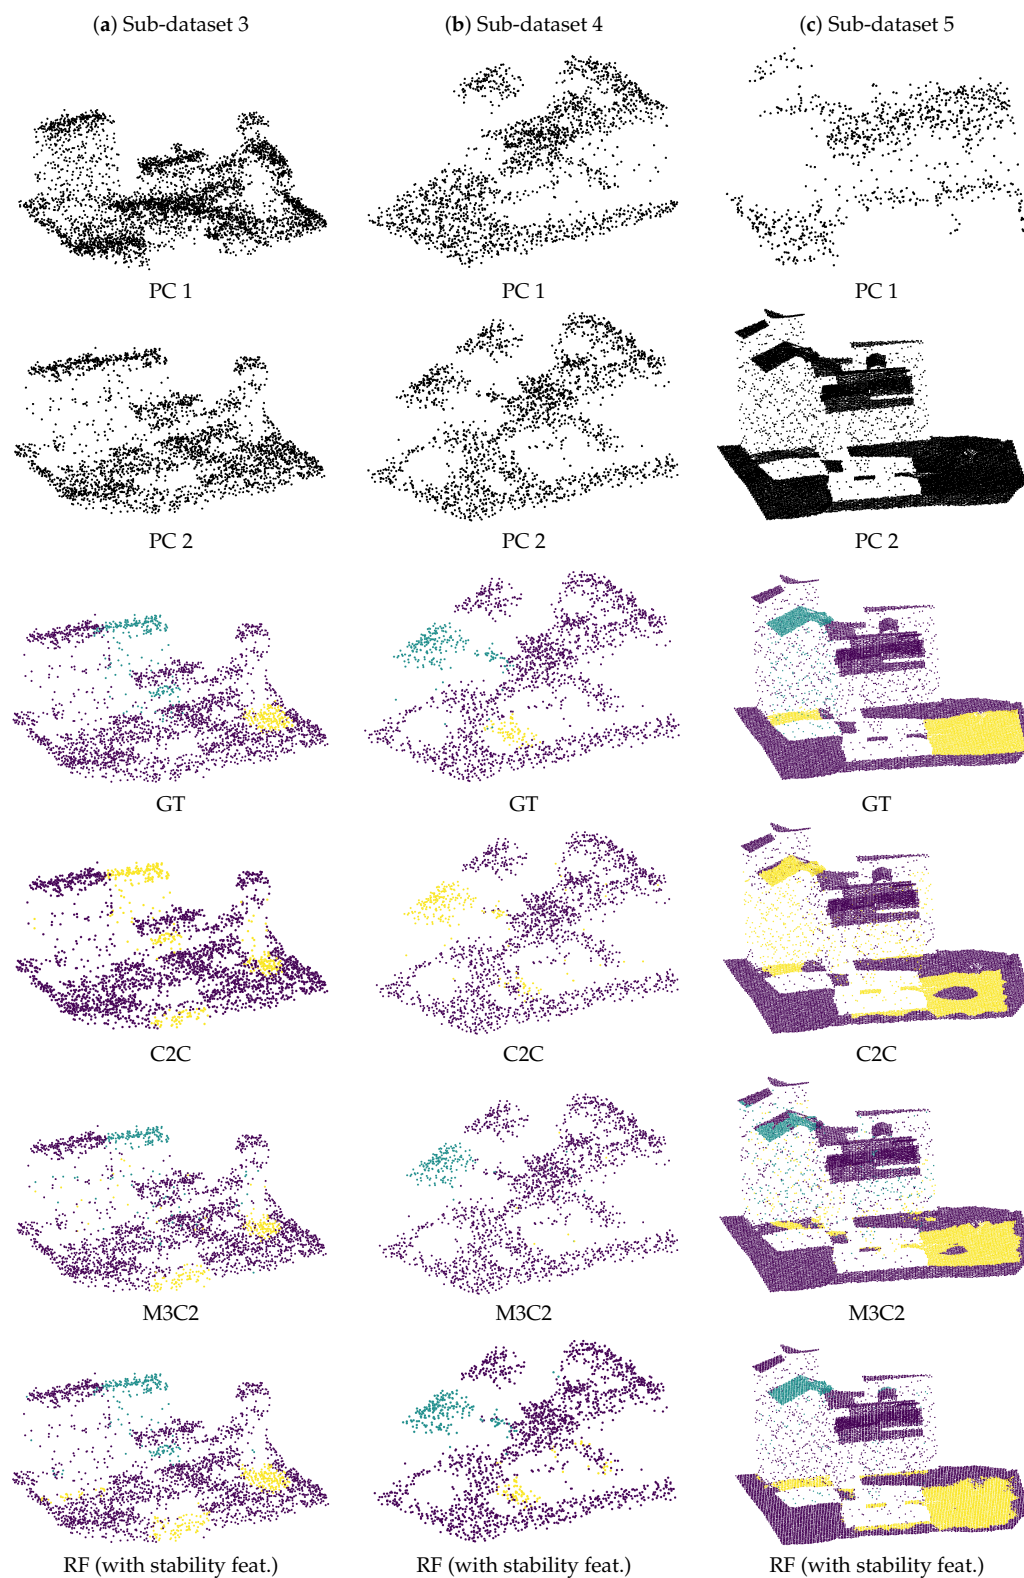 (a) Sub-dataset 3 (b) Sub-dataset 4 (c) Sub-dataset 5
PC 1 PC 1 PC 1
PC 2 PC 2 PC 2
GT GT GT
C2C C2C C2C
M3C2 M3C2 M3C2
RF (with stability feat.) RF (with stability feat.) RF (with stability feat.)